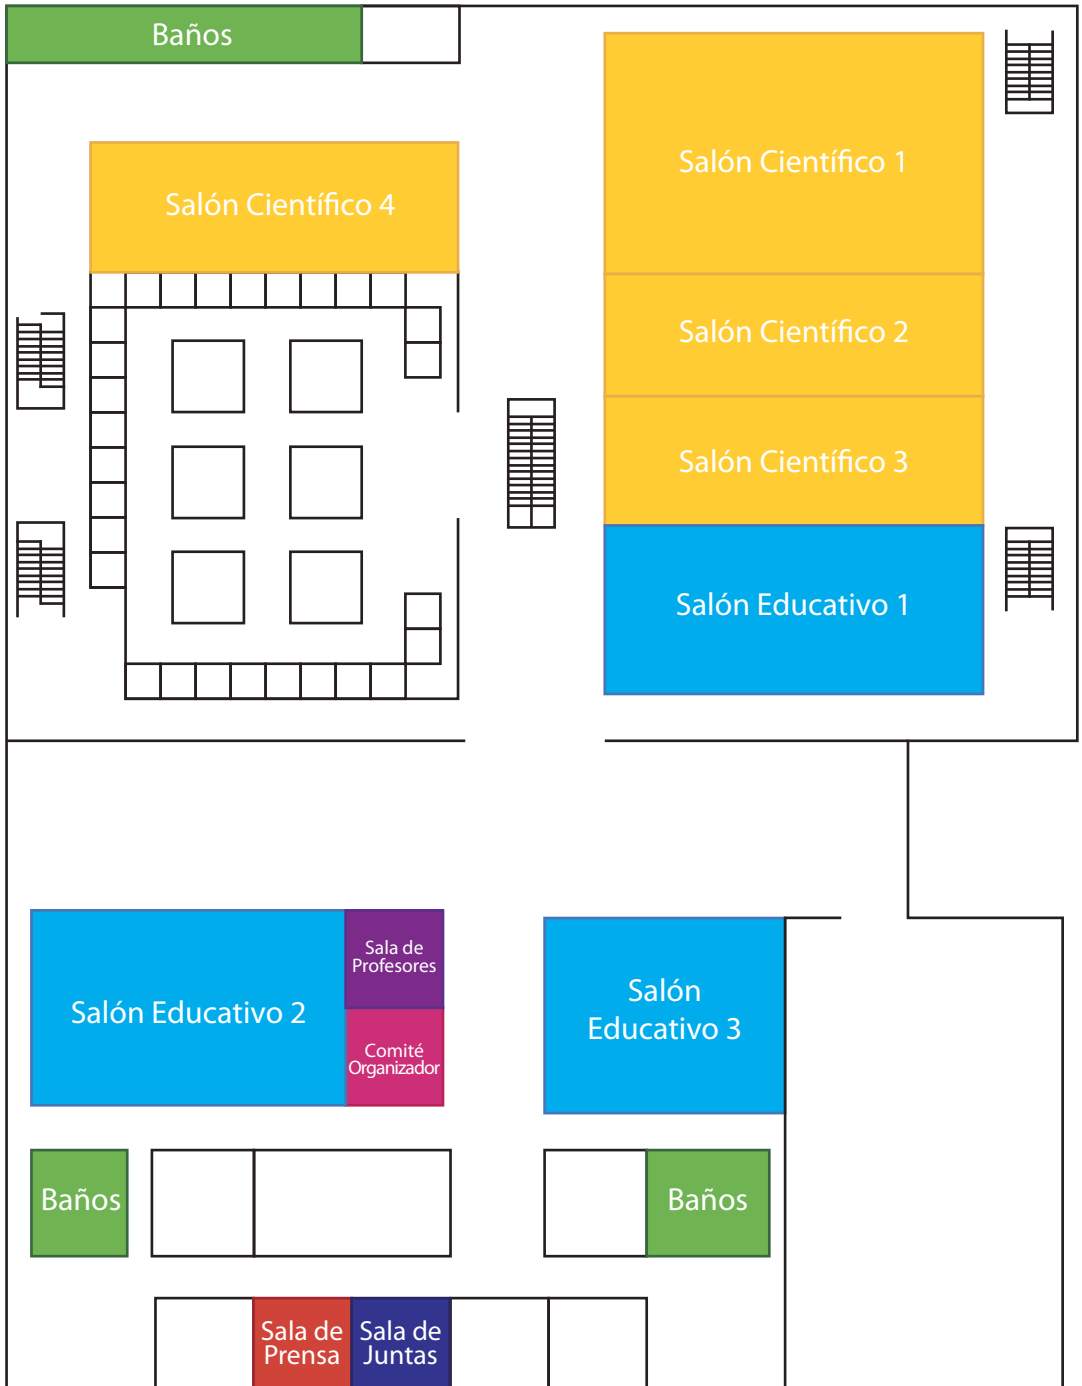 Baños
Salón Científico 1
Salón Científico 4
Salón Científico 2
Salón Científico 3
Salón Educativo 1
Salón Educativo 2
Sala de
Profesores
Comité
Organizador
Salón
Educativo 3
Baños
Baños
Sala de
Prensa
Sala de
Juntas